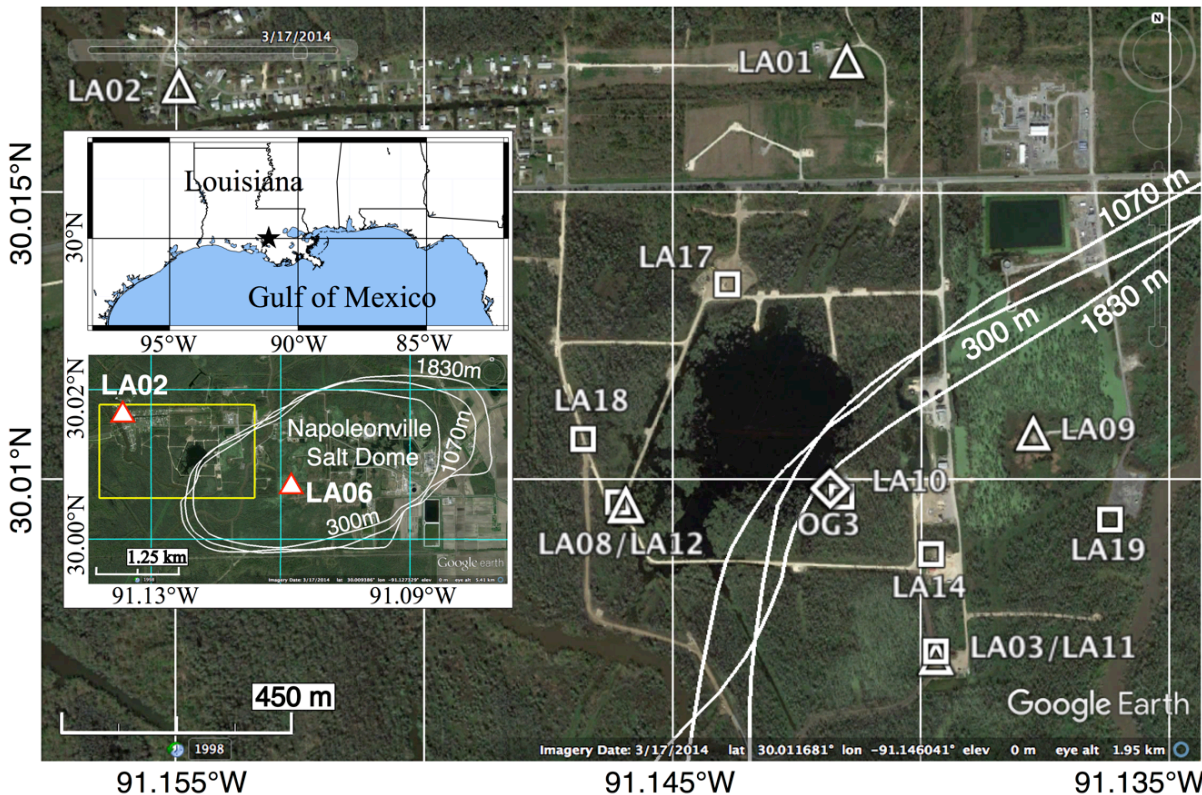 3/17/2014
N
LA01
LA02
30.015°N
Louisiana
30°N
Gulf of Mexico
95°W
90°W
85°W
1070 m
LA17
300 m
1830 m
1830m
LA02
30.02°N
Napoleonville
Salt Dome
1070m
LA18
LA09
30.01°N
30.01°N
LA06
LA10
OG3
300m
LA08/LA12
LA19
30.00°N
1.25 km
Google earth
LA14
91.13°W
91.09°W
LA03/LA11
450 m
Google Earth
1998
Imagery Date: 3/17/2014 lat 30.011681° lon -91.146041° elev 0 m eye alt 1.95 km
91.155°W
91.145°W
91.135°W